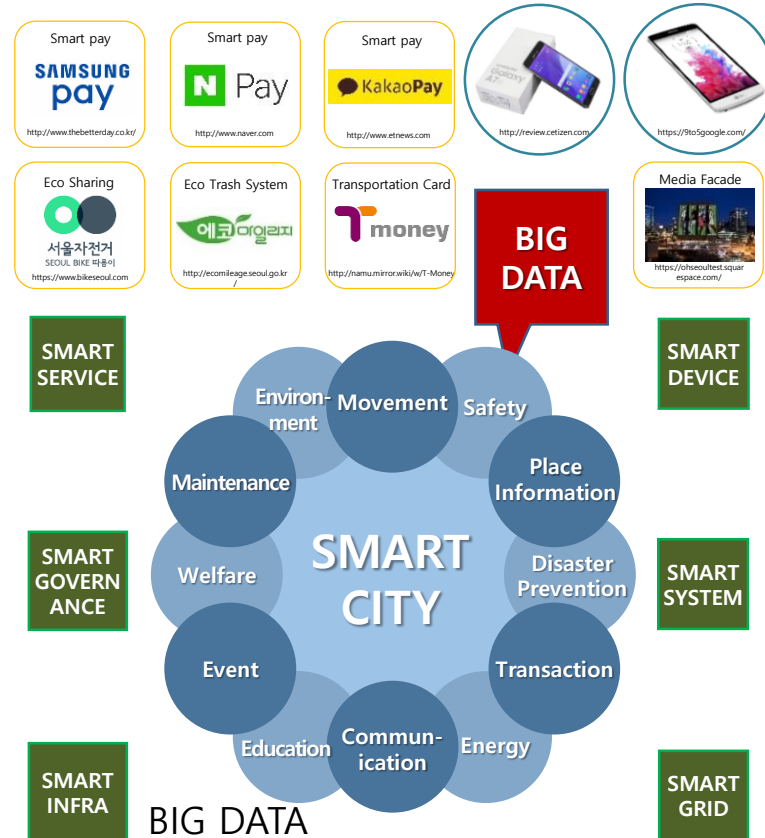 Smart pay
SAMSUNG
pay
http://www.thebetterday.co.kr/
Smart pay
N Pay
http://www.naver.com
Smart pay
KakaoPay
http://www.etnews.com
Galaxy
A7
http://review.cetizen.com
https://9to5google.com/
Eco Sharing
서울자전거
SEOUL BIKE 따릉이
https://www.bikeseoul.com
Eco Trash System
에코마일리지
http://ecomileage.seoul.go.kr
/
Transportation Card
T money
http://namu.mirror.wiki/w/T-Money
BIG
DATA
Media Facade
https://ohseoultest.squar
espace.com/
SMART
SERVICE
SMART
DEVICE
Environ-
ment
Movement
Safety
Maintenance
Place
Information
SMART
GOVERN
ANCE
Welfare
SMART
CITY
Disaster
Prevention
SMART
SYSTEM
Event
Transaction
Education
Commun-
ication
Energy
SMART
INFRA
SMART
GRID
BIG DATA